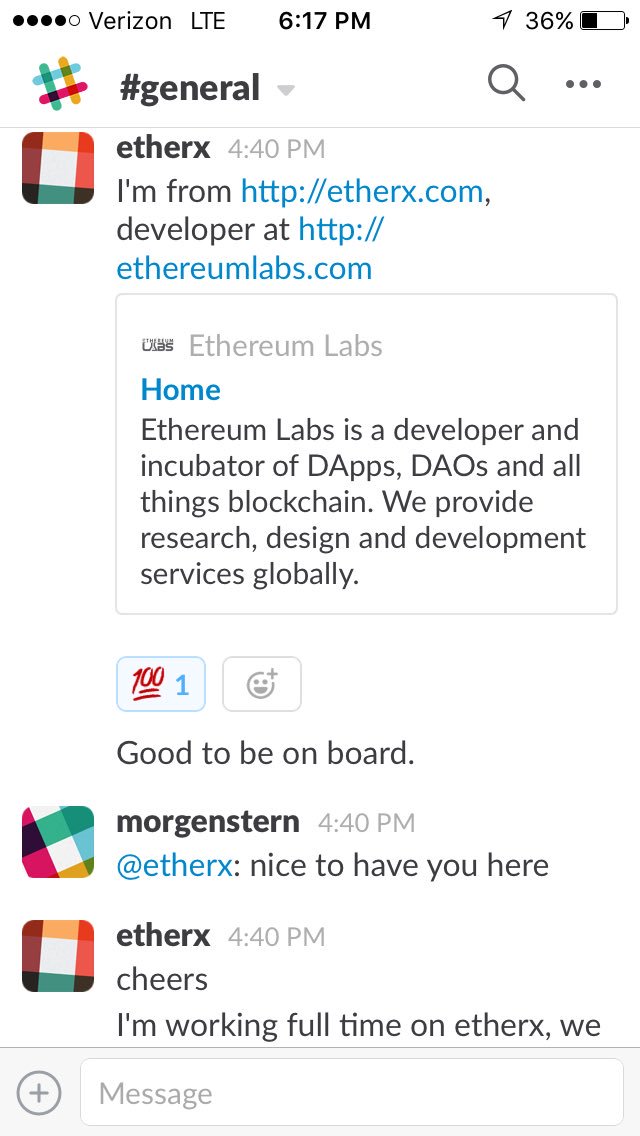 Verizon LTE 6:17 PM 36%
#general
etherx 4:40 PM
I'm from http://etherx.com,
developer at http://
ethereumlabs.com
ETHEREUM LABS Ethereum Labs
Home
Ethereum Labs is a developer and
incubator of DApps, DAOs and all
things blockchain. We provide
research, design and development
services globally.
💯 1
Good to be on board.
morgenstern 4:40 PM
@etherx: nice to have you here
etherx 4:40 PM
cheers
I'm working full time on etherx, we
Message